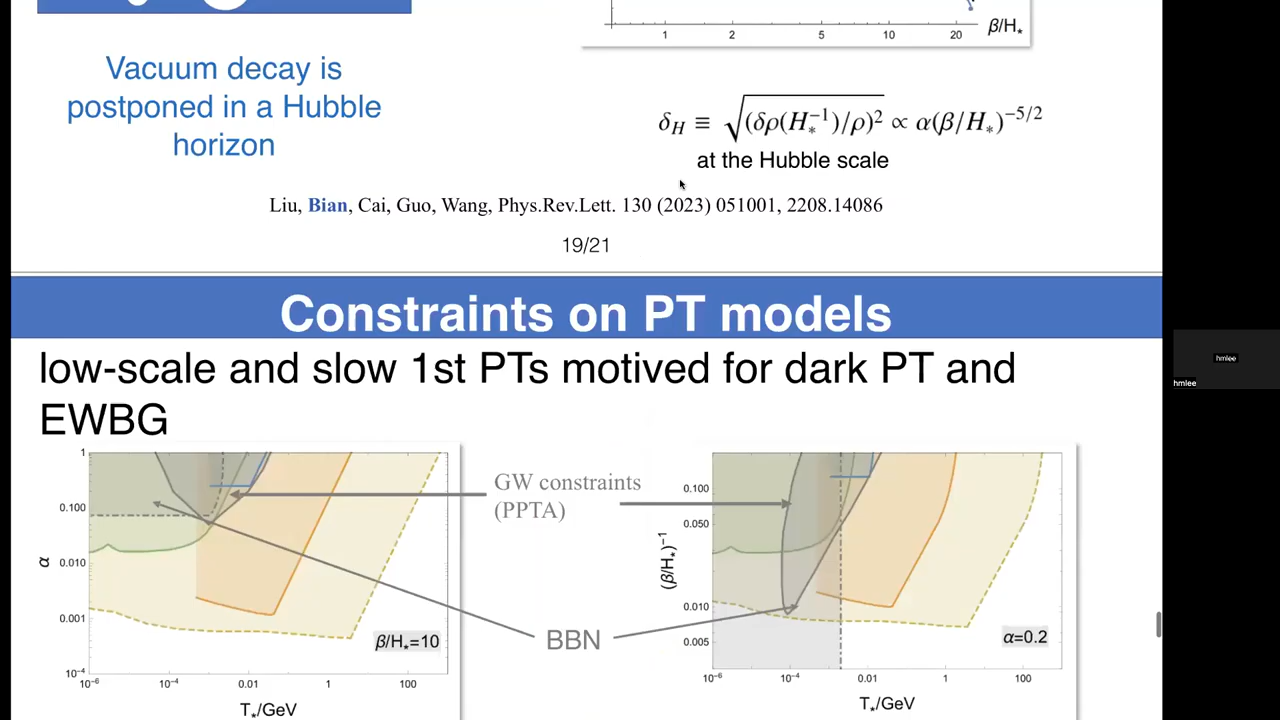 1 2 5 10 20 β/H⋆
Vacuum decay is
postponed in a Hubble
horizon
δ_H ≡ √(δρ(H_*^{-1})/ρ)^2 ∝ α(β/H_*)^{-5/2}
at the Hubble scale
Liu, Bian, Cai, Guo, Wang, Phys.Rev.Lett. 130 (2023) 051001, 2208.14086
19/21
Constraints on PT models
low-scale and slow 1st PTs motived for dark PT and
EWBG
1
0.100
0.010
0.001
10⁻⁴
α
β/H⋆=10
10⁻⁶ 10⁻⁴ 0.01 1 100
T⋆/GeV
GW constraints
(PPTA)
BBN
0.100
0.050
0.010
0.005
(β/H⋆)⁻¹
α=0.2
10⁻⁶ 10⁻⁴ 0.01 1 100
T⋆/GeV
hmlee
hmlee